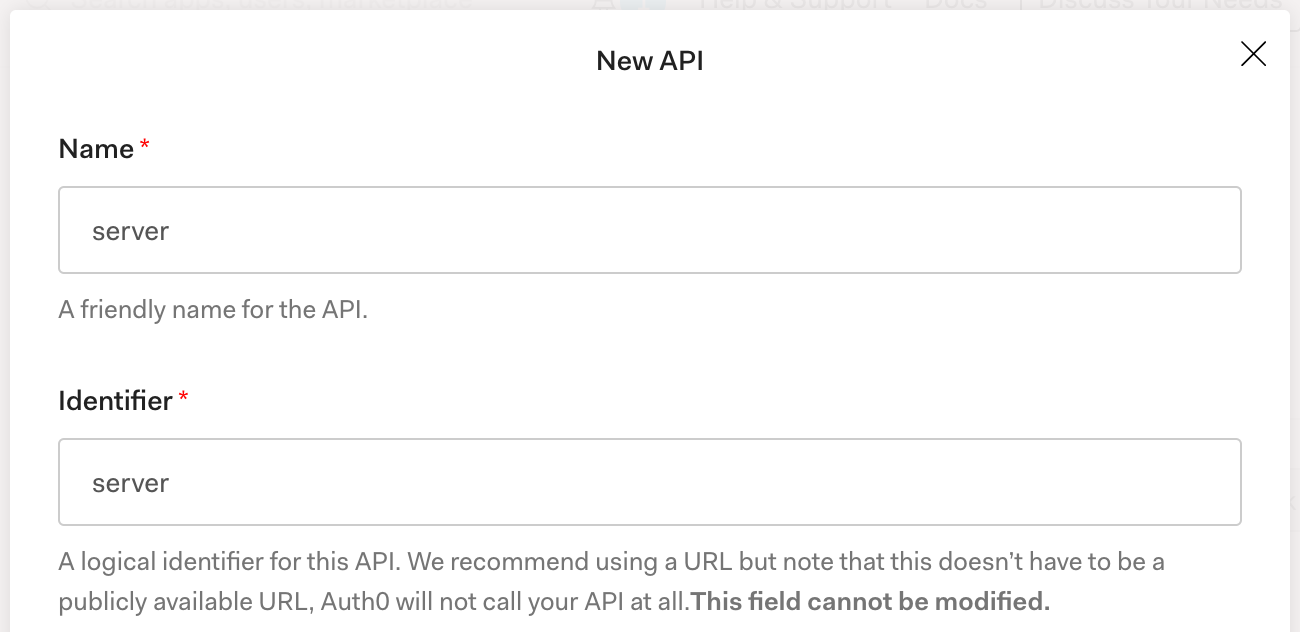 Search apps, users, marketplace Help & Support Docs Discuss Your Needs
New API
Name *
server
A friendly name for the API.
Identifier *
server
A logical identifier for this API. We recommend using a URL but note that this doesn't have to be a
publicly available URL, Auth0 will not call your API at all.This field cannot be modified.